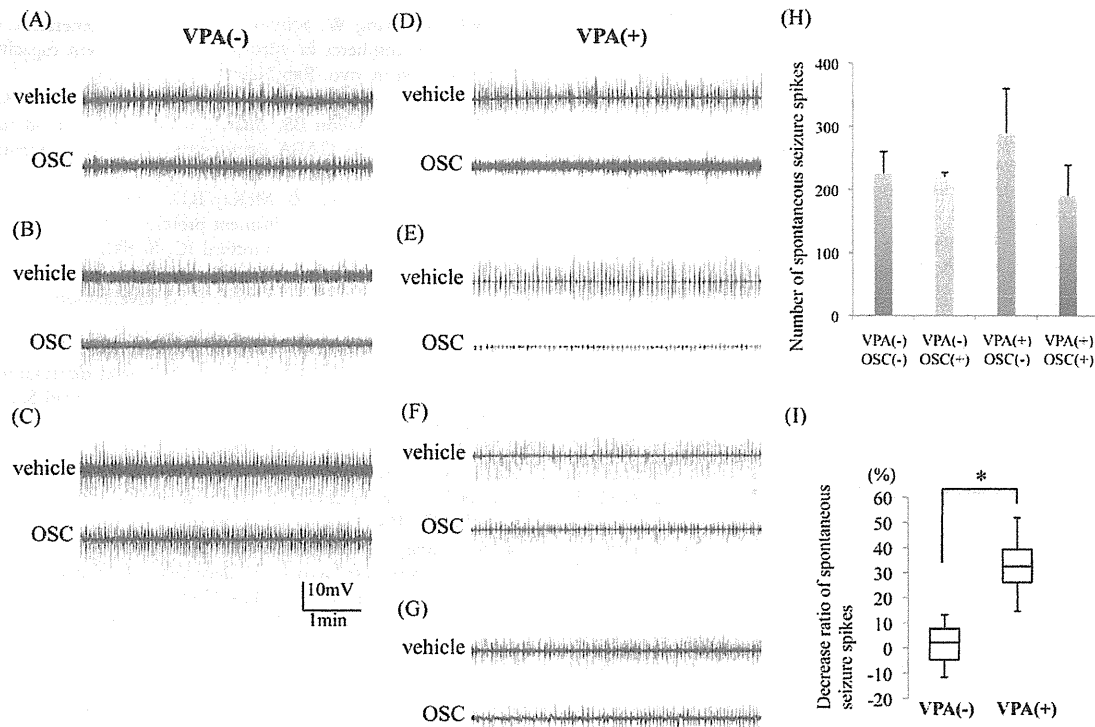 (A)
VPA(-)
vehicle
OSC
(B)
vehicle
OSC
(C)
vehicle
OSC
10mV
1min
(D)
VPA(+)
vehicle
OSC
(E)
vehicle
OSC
(F)
vehicle
OSC
(G)
vehicle
OSC
(H)
Number of spontaneous seizure spikes
400
300
200
100
0
VPA(-) VPA(-) VPA(+) VPA(+)
OSC(-) OSC(+) OSC(-) OSC(+)
(I)
Decrease ratio of spontaneous
seizure spikes
(%)
60
50
40
30
20
10
0
-10
-20
*
VPA(-) VPA(+)